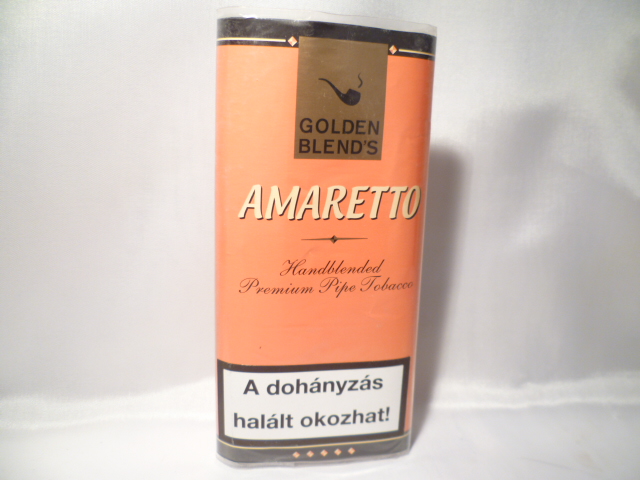 GOLDEN
BLEND'S
AMARETTO
Handblended
Premium Pipe Tobacco
A dohányzás
halált okozhat!